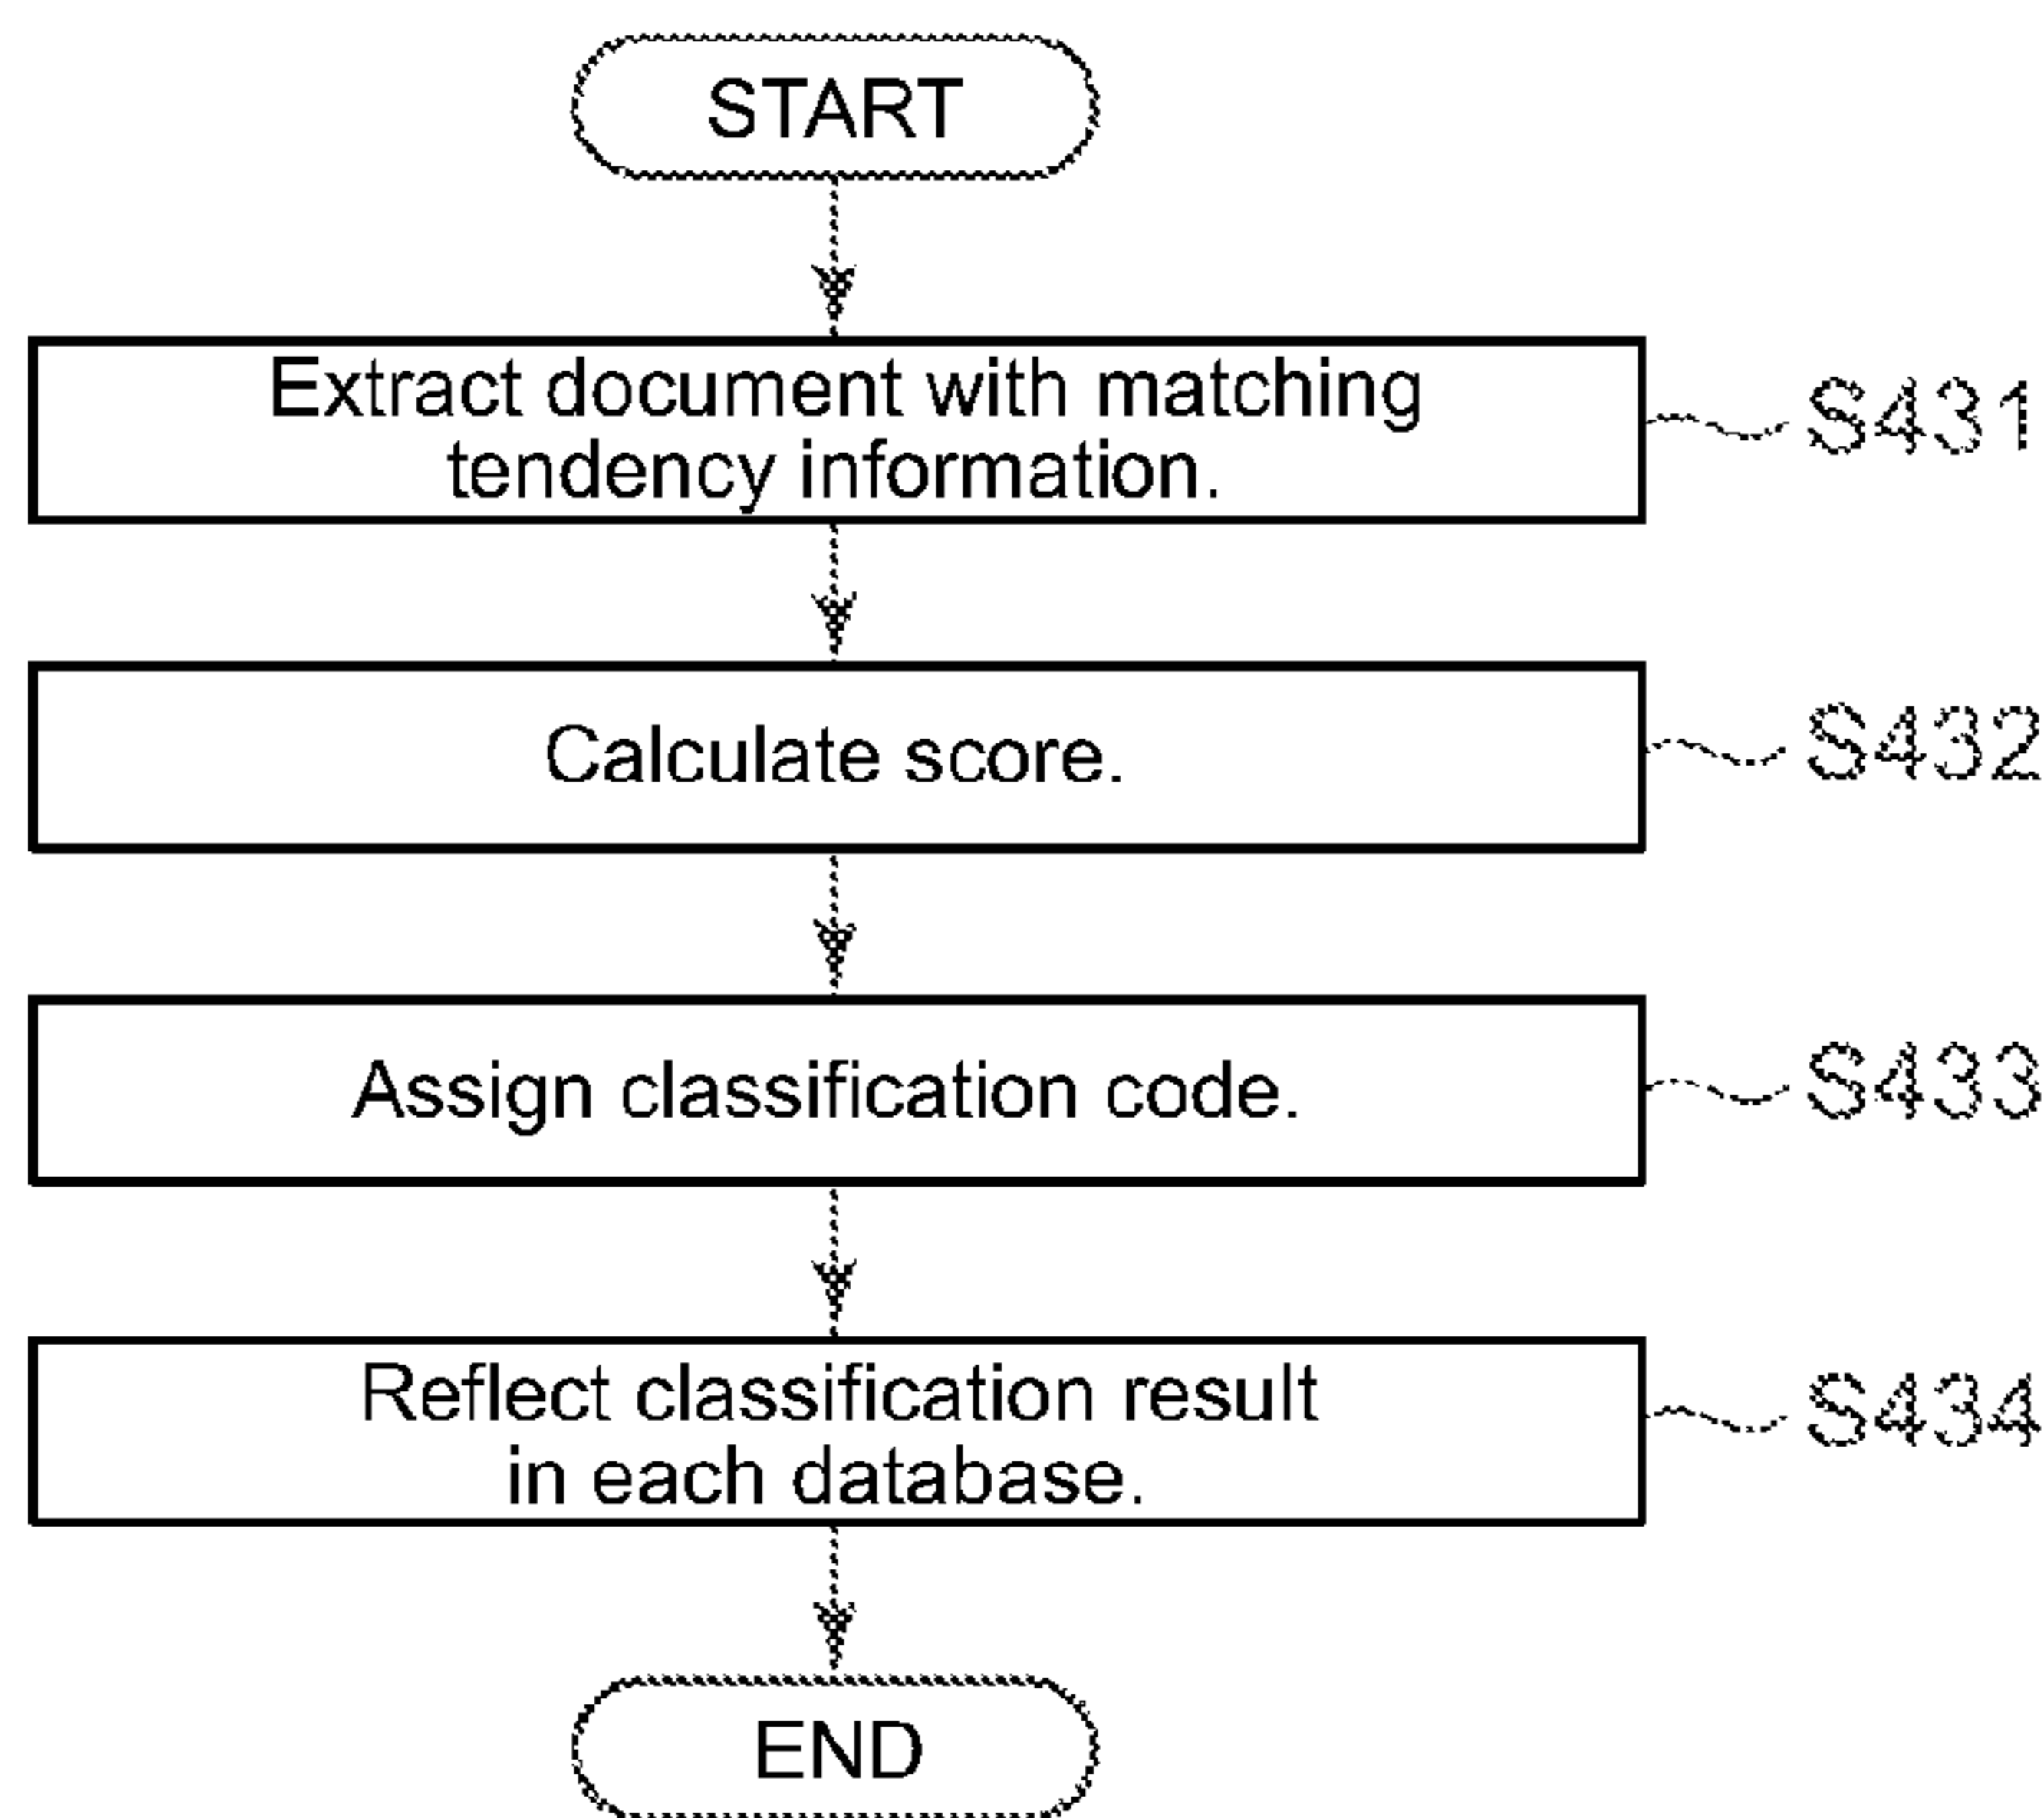 START
Extract document with matching
tendency information.
S431
Calculate score.
S432
Assign classification code.
S433
Reflect classification result
in each database.
S434
END